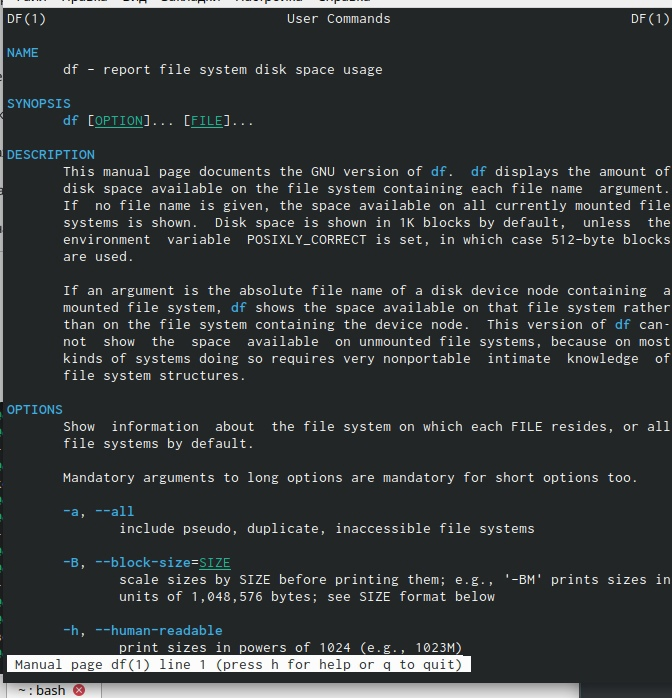 DF(1) User Commands DF(1)
NAME
df - report file system disk space usage
SYNOPSIS
df [OPTION]... [FILE]...
DESCRIPTION
This manual page documents the GNU version of df. df displays the amount of
disk space available on the file system containing each file name argument.
If no file name is given, the space available on all currently mounted file
systems is shown. Disk space is shown in 1K blocks by default, unless the
environment variable POSIXLY_CORRECT is set, in which case 512-byte blocks
are used.
If an argument is the absolute file name of a disk device node containing a
mounted file system, df shows the space available on that file system rather
than on the file system containing the device node. This version of df can-
not show the space available on unmounted file systems, because on most
kinds of systems doing so requires very nonportable intimate knowledge of
file system structures.
OPTIONS
Show information about the file system on which each FILE resides, or all
file systems by default.
Mandatory arguments to long options are mandatory for short options too.
-a, --all
include pseudo, duplicate, inaccessible file systems
-B, --block-size=SIZE
scale sizes by SIZE before printing them; e.g., '-BM' prints sizes in
units of 1,048,576 bytes; see SIZE format below
-h, --human-readable
print sizes in powers of 1024 (e.g., 1023M)
Manual page df(1) line 1 (press h for help or q to quit)
~ : bash